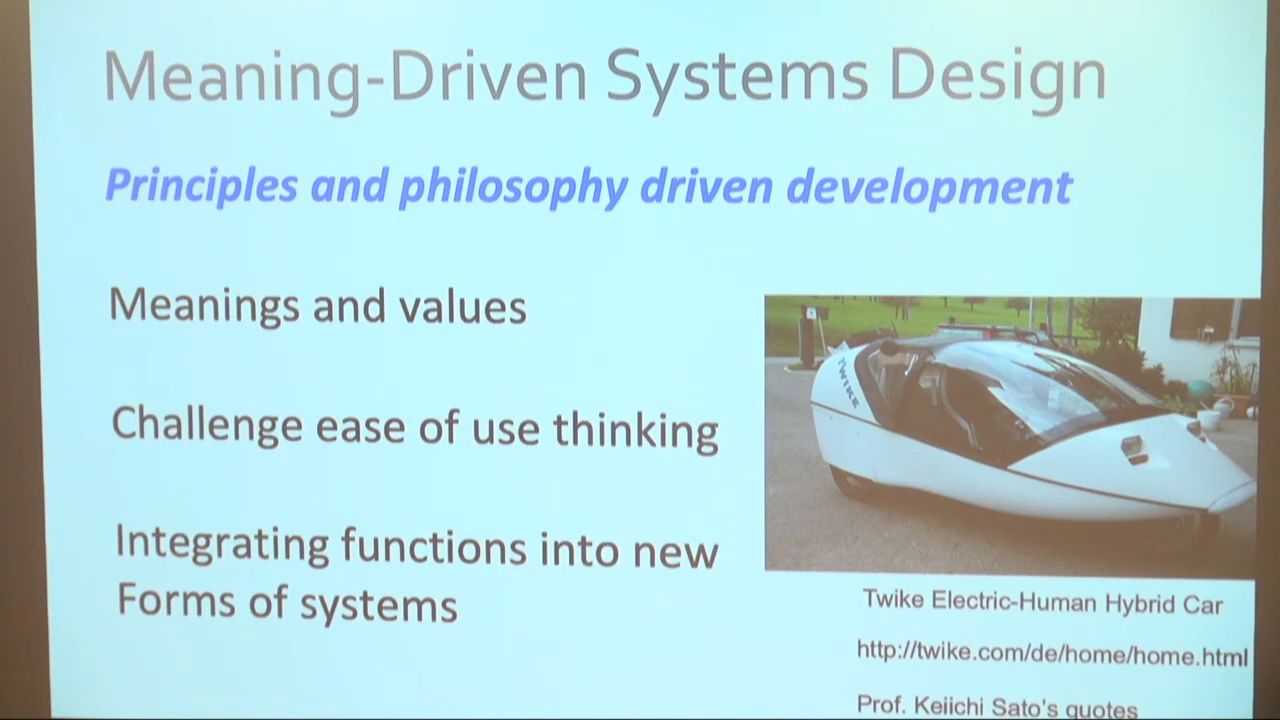 Meaning-Driven Systems Design
Principles and philosophy driven development
Meanings and values
Challenge ease of use thinking
Integrating functions into new
Forms of systems
TWIKE
Twike Electric-Human Hybrid Car
http://twike.com/de/home/home.html
Prof. Keiichi Sato's quotes